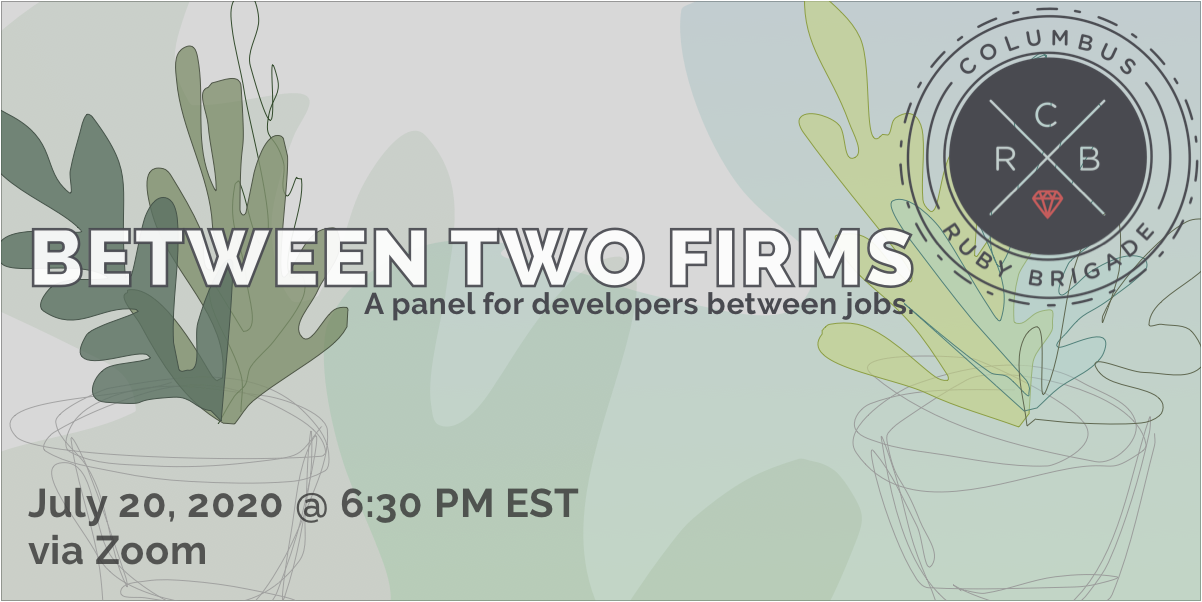 COLUMBUS
C
R B
RUBY BRIGADE
BETWEEN TWO FIRMS
A panel for developers between jobs.
July 20, 2020 @ 6:30 PM EST
via Zoom